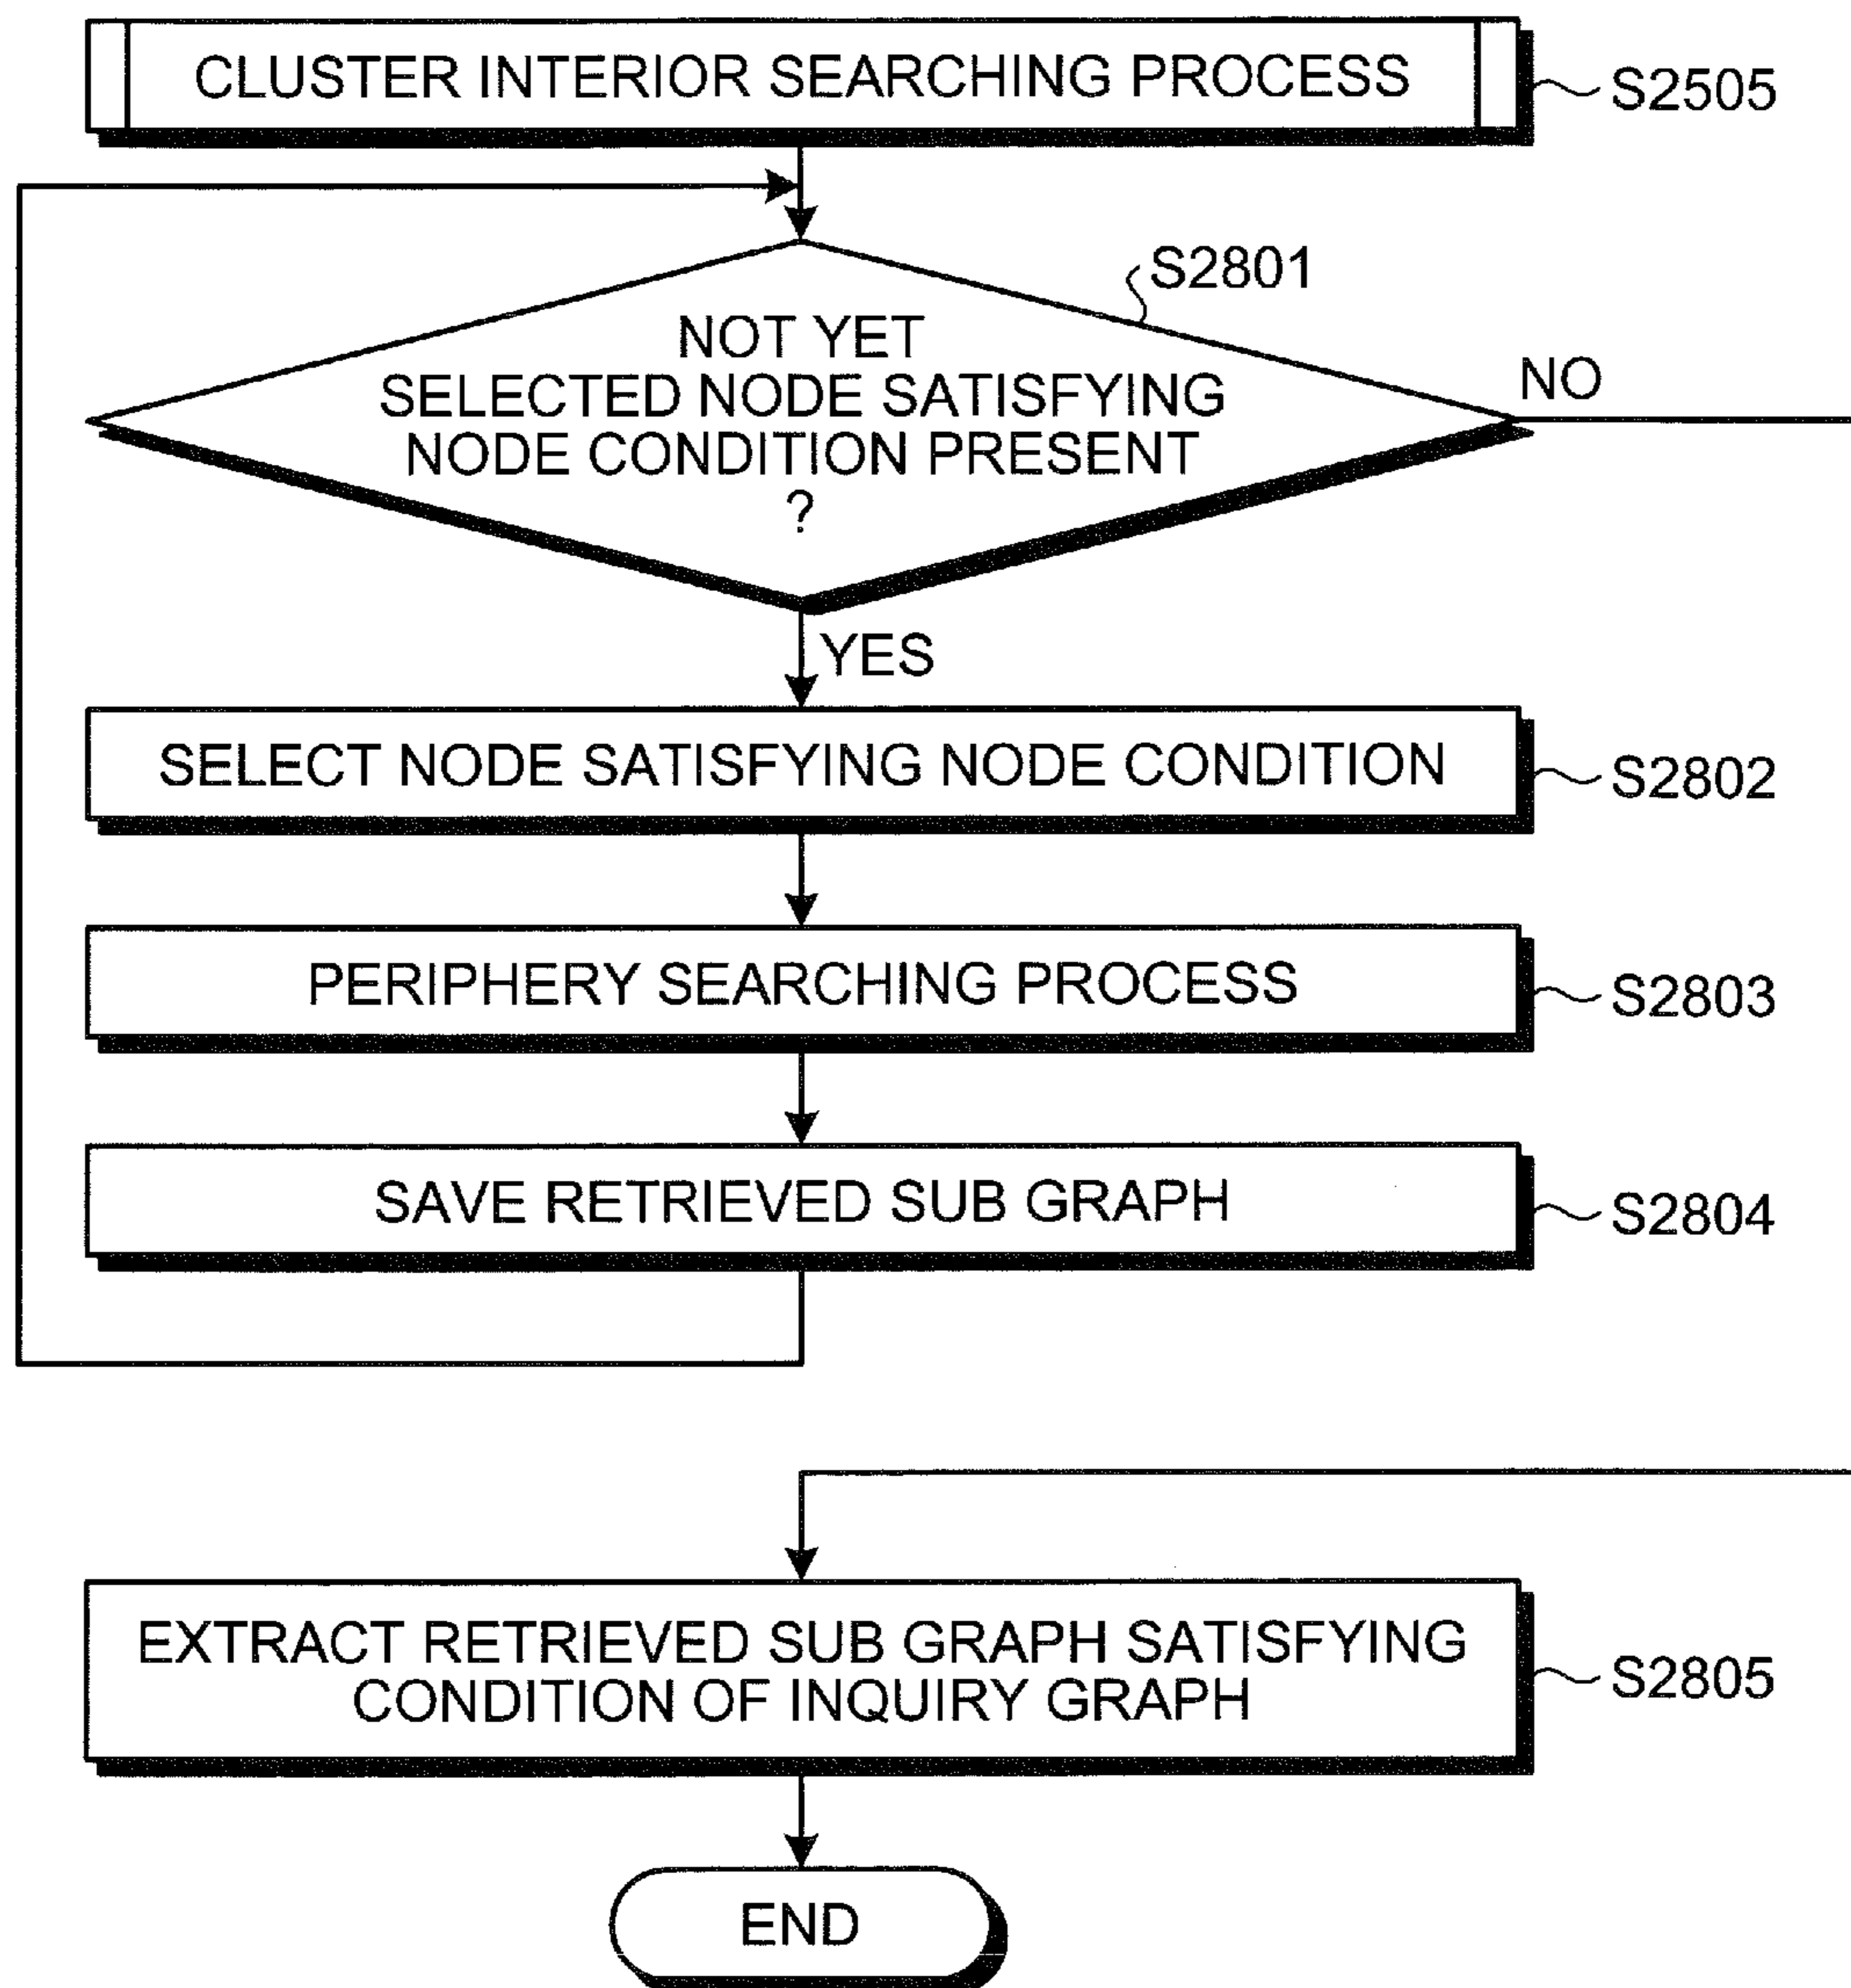 CLUSTER INTERIOR SEARCHING PROCESS
S2505
S2801
NOT YET
SELECTED NODE SATISFYING
NODE CONDITION PRESENT
?
NO
YES
SELECT NODE SATISFYING NODE CONDITION
S2802
PERIPHERY SEARCHING PROCESS
S2803
SAVE RETRIEVED SUB GRAPH
S2804
EXTRACT RETRIEVED SUB GRAPH SATISFYING
CONDITION OF INQUIRY GRAPH
S2805
END